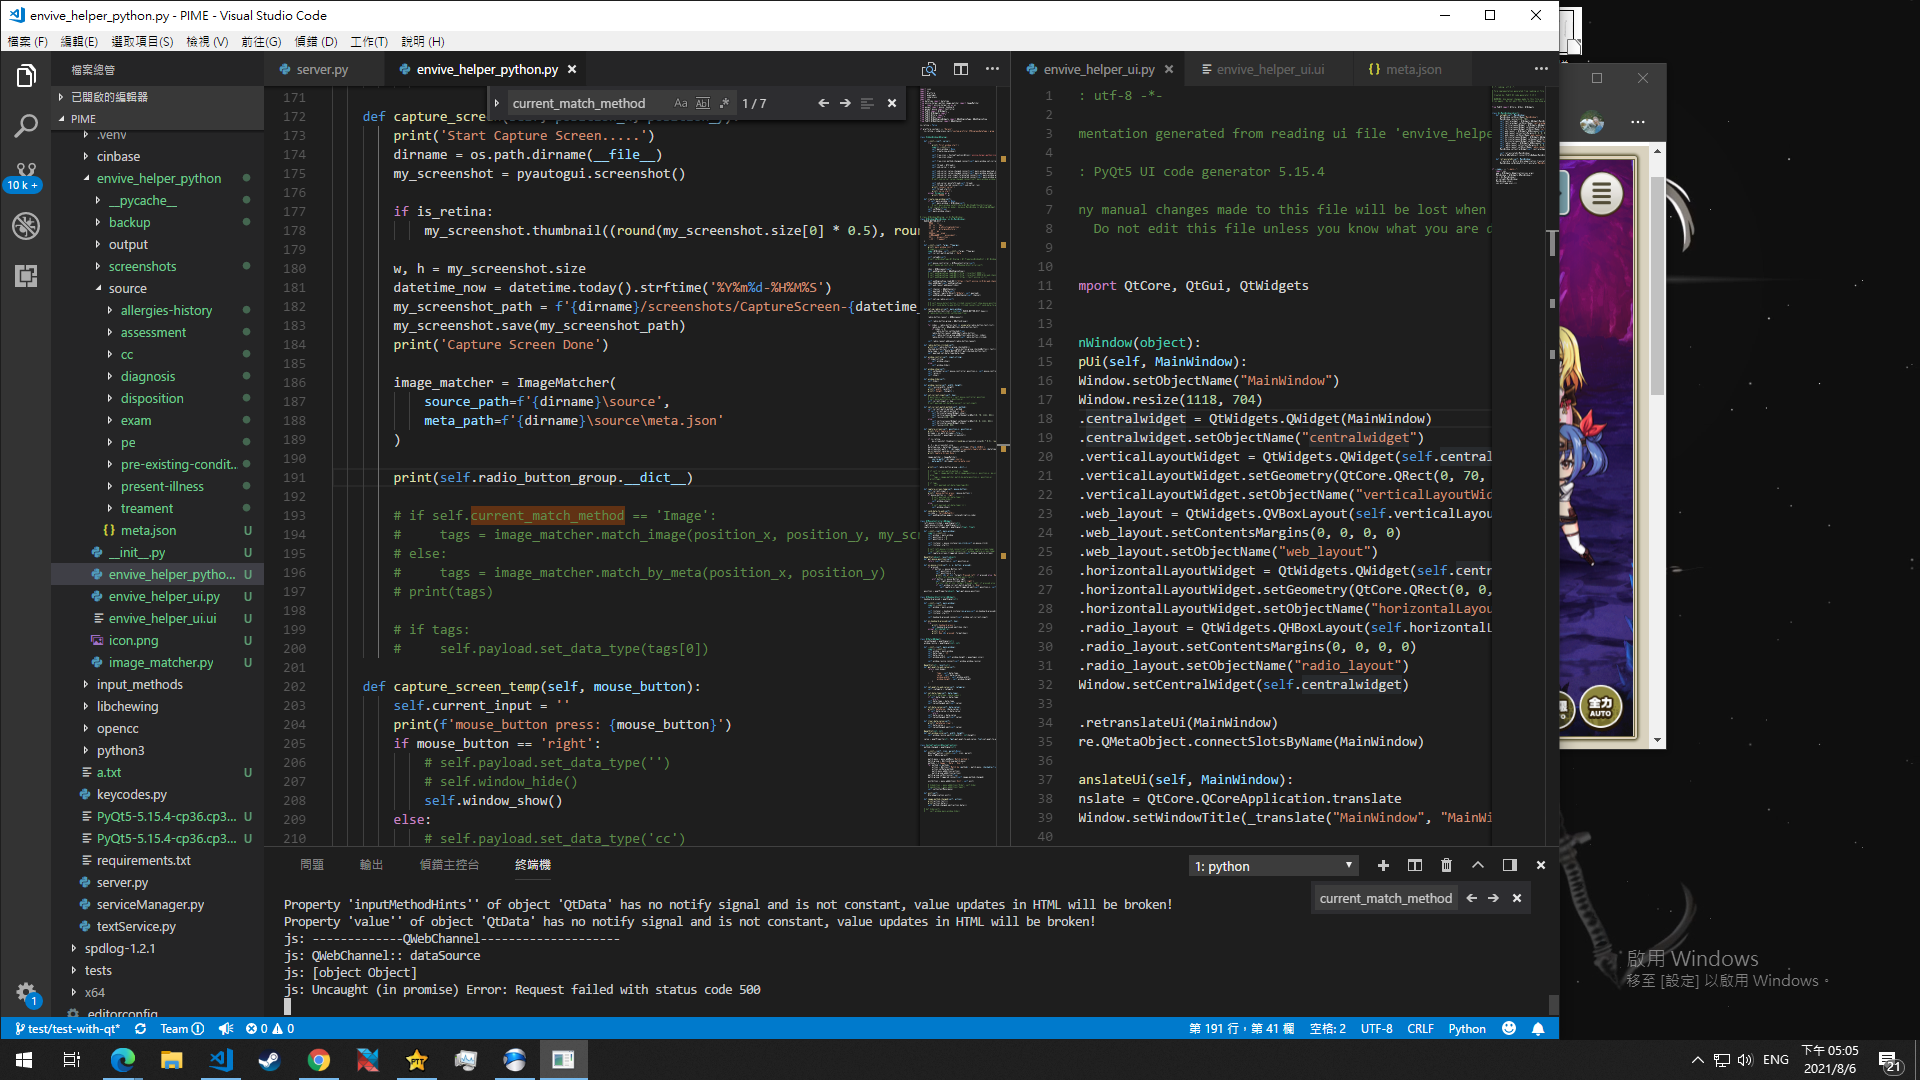 envive_helper_python.py - PIME - Visual Studio Code
檔案 (F) 編輯(E) 選取項目(S) 檢視 (V) 前往(G) 偵錯 (D) 工作(T) 說明 (H)
檔案總管
已開啟的編輯器
PIME
.venv
cinbase
envive_helper_python
__pycache__
backup
output
screenshots
source
allergies-history
assessment
cc
diagnosis
disposition
exam
pe
pre-existing-condit...
present-illness
treament
{} meta.json U
__init__.py U
envive_helper_pytho... U
envive_helper_ui.py U
envive_helper_ui.ui U
icon.png U
image_matcher.py U
input_methods
libchewing
opencc
python3
a.txt U
keycodes.py
PyQt5-5.15.4-cp36.cp3... U
PyQt5-5.15.4-cp36.cp3... U
requirements.txt
server.py
serviceManager.py
textService.py
spdlog-1.2.1
tests
x64
.editorconfig
10 k +
1
server.py
envive_helper_python.py
current_match_method Aa Abl .* 1 / 7
171
172 def capture_scree
173 print('Start Capture Screen.....')
174 dirname = os.path.dirname(__file__)
175 my_screenshot = pyautogui.screenshot()
176
177 if is_retina:
178 my_screenshot.thumbnail((round(my_screenshot.size[0] * 0.5), rour
179
180 w, h = my_screenshot.size
181 datetime_now = datetime.today().strftime('%Y%m%d-%H%M%S')
182 my_screenshot_path = f'{dirname}/screenshots/CaptureScreen-{datetime_
183 my_screenshot.save(my_screenshot_path)
184 print('Capture Screen Done')
185
186 image_matcher = ImageMatcher(
187 source_path=f'{dirname}\source',
188 meta_path=f'{dirname}\source\meta.json'
189 )
190
191 print(self.radio_button_group.__dict__)
192
193 # if self.current_match_method == 'Image':
194 # tags = image_matcher.match_image(position_x, position_y, my_scr
195 # else:
196 # tags = image_matcher.match_by_meta(position_x, position_y)
197 # print(tags)
198
199 # if tags:
200 # self.payload.set_data_type(tags[0])
201
202 def capture_screen_temp(self, mouse_button):
203 self.current_input = ''
204 print(f'mouse_button press: {mouse_button}')
205 if mouse_button == 'right':
206 # self.payload.set_data_type('')
207 # self.window_hide()
208 self.window_show()
209 else:
210 # self.payload.set_data_type('cc')
envive_helper_ui.py
envive_helper_ui.ui
{} meta.json
1 : utf-8 -*-
2
3 mentation generated from reading ui file 'envive_helpe
4
5 : PyQt5 UI code generator 5.15.4
6
7 ny manual changes made to this file will be lost when
8 Do not edit this file unless you know what you are d
9
10
11 mport QtCore, QtGui, QtWidgets
12
13
14 nWindow(object):
15 pUi(self, MainWindow):
16 Window.setObjectName("MainWindow")
17 Window.resize(1118, 704)
18 .centralwidget = QtWidgets.QWidget(MainWindow)
19 .centralwidget.setObjectName("centralwidget")
20 .verticalLayoutWidget = QtWidgets.QWidget(self.central
21 .verticalLayoutWidget.setGeometry(QtCore.QRect(0, 70,
22 .verticalLayoutWidget.setObjectName("verticalLayoutWid
23 .web_layout = QtWidgets.QVBoxLayout(self.verticalLayou
24 .web_layout.setContentsMargins(0, 0, 0, 0)
25 .web_layout.setObjectName("web_layout")
26 .horizontalLayoutWidget = QtWidgets.QWidget(self.centr
27 .horizontalLayoutWidget.setGeometry(QtCore.QRect(0, 0,
28 .horizontalLayoutWidget.setObjectName("horizontalLayou
29 .radio_layout = QtWidgets.QHBoxLayout(self.horizontalL
30 .radio_layout.setContentsMargins(0, 0, 0, 0)
31 .radio_layout.setObjectName("radio_layout")
32 Window.setCentralWidget(self.centralwidget)
33
34 .retranslateUi(MainWindow)
35 re.QMetaObject.connectSlotsByName(MainWindow)
36
37 anslateUi(self, MainWindow):
38 nslate = QtCore.QCoreApplication.translate
39 Window.setWindowTitle(_translate("MainWindow", "MainWi
40
問題 輸出 偵錯主控台 終端機
1: python
current_match_method
Property 'inputMethodHints'' of object 'QtData' has no notify signal and is not constant, value updates in HTML will be broken!
Property 'value'' of object 'QtData' has no notify signal and is not constant, value updates in HTML will be broken!
js: --------------QWebChannel---------------------
js: QWebChannel:: dataSource
js: [object Object]
js: Uncaught (in promise) Error: Request failed with status code 500
test/test-with-qt* Team 0 0
第 191 行，第 41 欄 空格: 2 UTF-8 CRLF Python
全力
AUTO
啟用 Windows
移至 [設定] 以啟用 Windows。
PTT
ENG
下午 05:05
2021/8/6
21